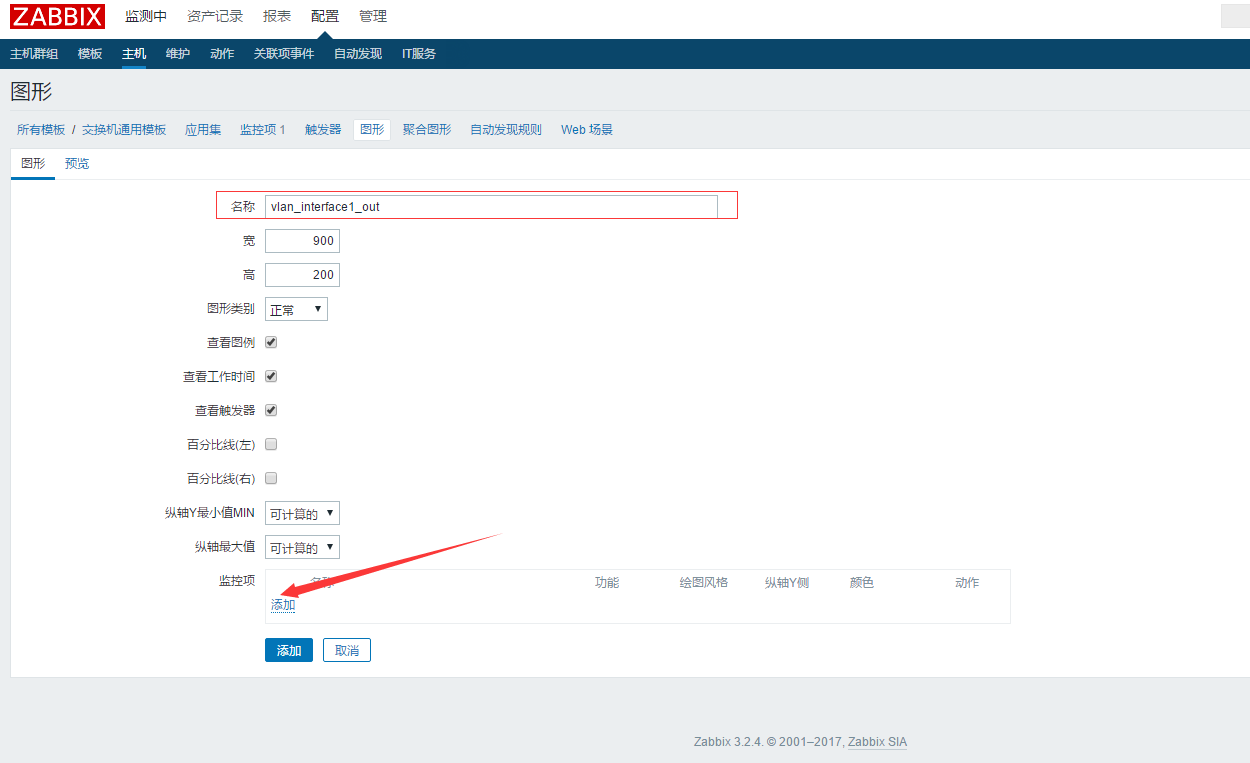 ZABBIX 监测中 资产记录 报表 配置 管理
主机群组 模板 主机 维护 动作 关联项事件 自动发现 IT服务
图形
所有模板 / 交换机通用模板 应用集 监控项 1 触发器 图形 聚合图形 自动发现规则 Web 场景
图形 预览
名称 vlan_interface1_out
宽 900
高 200
图形类别 正常
查看图例
查看工作时间
查看触发器
百分比线(左)
百分比线(右)
纵轴Y最小值MIN 可计算的
纵轴最大值 可计算的
监控项 名称 功能 绘图风格 纵轴Y侧 颜色 动作
添加
添加 取消
Zabbix 3.2.4. © 2001–2017, Zabbix SIA